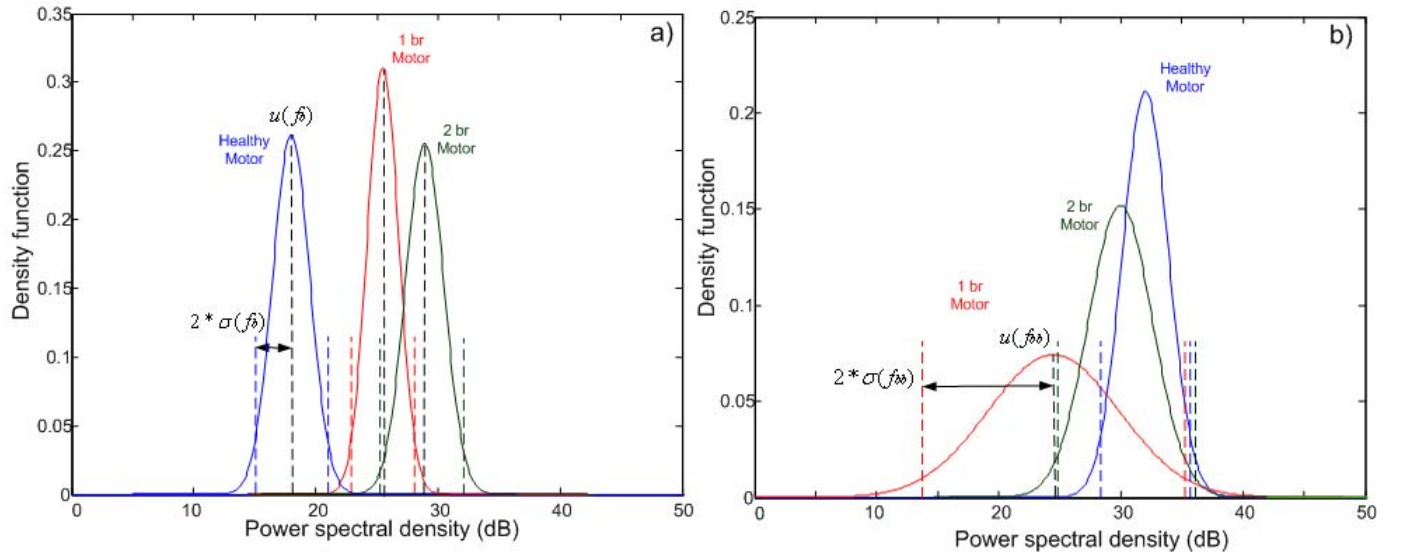 a)
0.35
0.3
0.25
0.2
0.15
0.1
0.05
0
Density function
1 br
Motor
u(fb)
Healthy
Motor
2 br
Motor
2*σ(fb)
0 10 20 30 40 50
Power spectral density (dB)
b)
0.25
0.2
0.15
0.1
0.05
0
Density function
Healthy
Motor
2 br
Motor
1 br
Motor
u(fbb)
2*σ(fbb)
0 10 20 30 40 50
Power spectral density (dB)